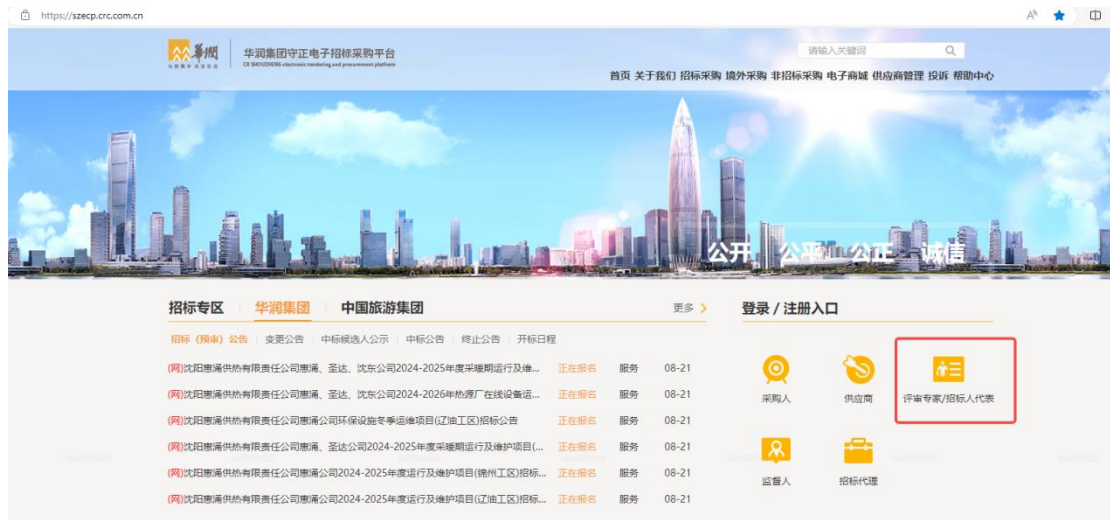 https://szecp.crc.com.cn
華潤
华润集团守正电子招标采购平台
CR SHOUZHENG electronic tendering and procurement platform
请输入关键词
首页 关于我们 招标采购 境外采购 非招标采购 电子商城 供应商管理 投诉 帮助中心
公开 公平 公正 诚信
招标专区 华润集团 中国旅游集团 更多 >
登录 / 注册入口
招标（预审）公告 变更公告 中标候选人公示 中标公告 终止公告 开标日程
(网)沈阳惠涌供热有限责任公司惠涌、圣达、沈东公司2024-2025年度采暖期运行及维... 正在报名 服务 08-21
(网)沈阳惠涌供热有限责任公司惠涌、圣达、沈东公司2024-2026年热源厂在线设备运... 正在报名 服务 08-21
(网)沈阳惠涌供热有限责任公司惠涌公司环保设施冬季运维项目(辽油工区)招标公告 正在报名 服务 08-21
(网)沈阳惠涌供热有限责任公司惠涌、圣达公司2024-2025年度采暖期运行及维护项目(... 正在报名 服务 08-21
(网)沈阳惠涌供热有限责任公司惠涌公司2024-2025年度运行及维护项目(锦州工区)招标... 正在报名 服务 08-21
(网)沈阳惠涌供热有限责任公司惠涌公司2024-2025年度运行及维护项目(辽油工区)招标... 正在报名 服务 08-21
采购人 供应商 评审专家/招标人代表
监督人 招标代理